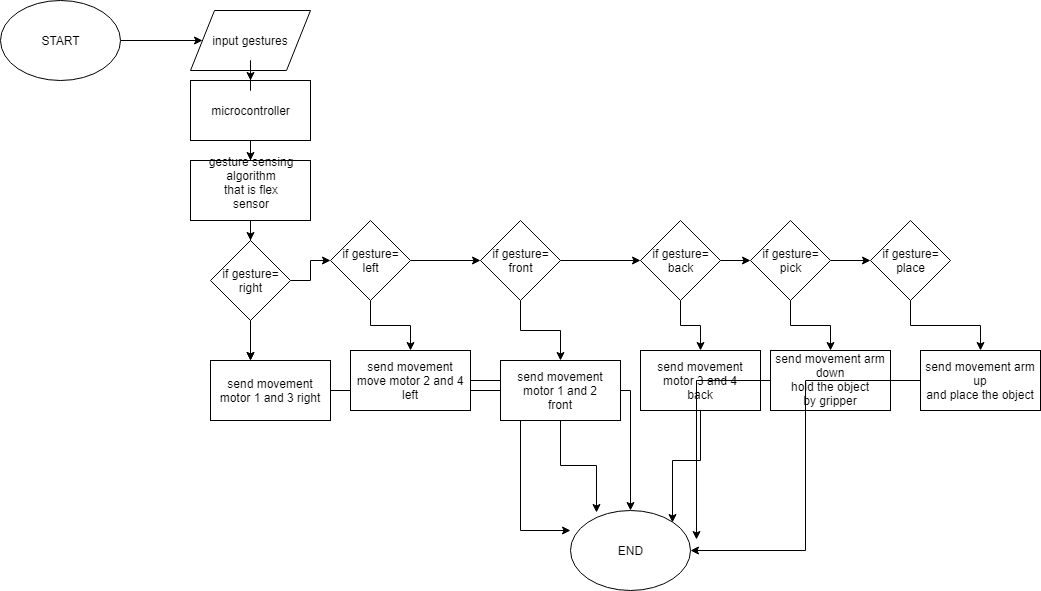 START
input gestures
microcontroller
gesture sensing
algorithm
that is flex
sensor
if gesture=
right
if gesture=
left
if gesture=
front
if gesture=
back
if gesture=
pick
if gesture=
place
send movement
motor 1 and 3 right
send movement
move motor 2 and 4
left
send movement
motor 1 and 2
front
send movement
motor 3 and 4
back
send movement arm
down
hold the object
by gripper
send movement arm
up
and place the object
END